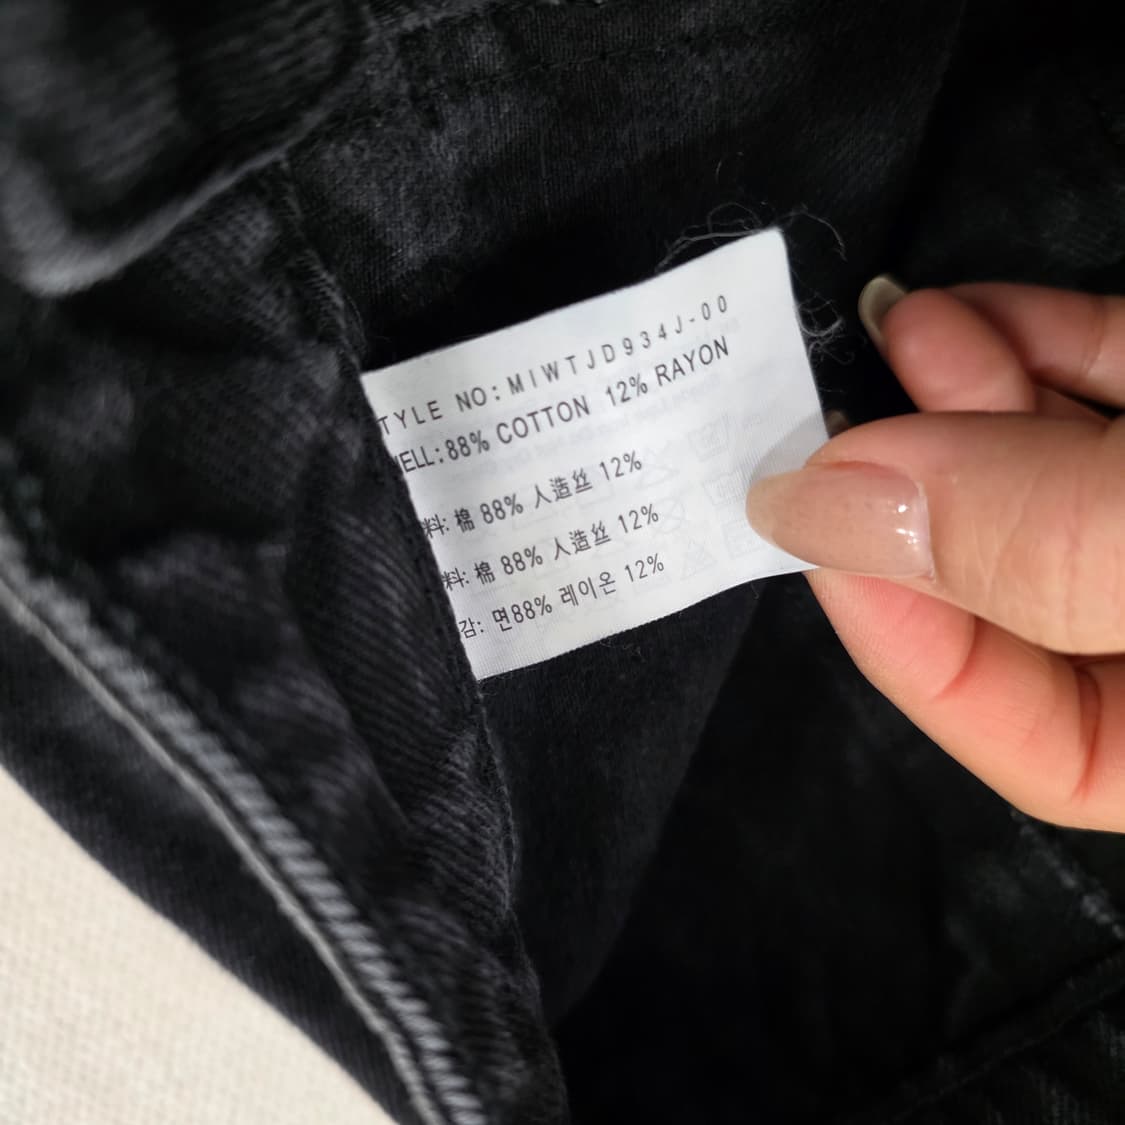 TYLE NO: MIWTJD934J-00
ELL: 88% COTTON 12% RAYON
料: 棉 88% 人造丝 12%
料: 棉 88% 人造丝 12%
감: 면88% 레이온 12%